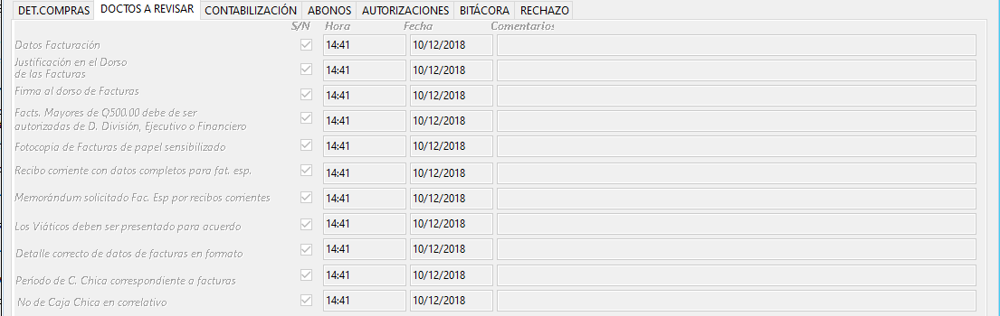 DET.COMPRAS DOCTOS A REVISAR CONTABILIZACIÓN ABONOS AUTORIZACIONES BITÁCORA RECHAZO
S/N Hora Fecha Comentarios
Datos Facturación 14:41 10/12/2018
Justificación en el Dorso
de las Facturas 14:41 10/12/2018
Firma al dorso de Facturas 14:41 10/12/2018
Facts. Mayores de Q500.00 debe de ser
autorizadas de D. División, Ejecutivo o Financiero 14:41 10/12/2018
Fotocopia de Facturas de papel sensibilizado 14:41 10/12/2018
Recibo corriente con datos completos para fat. esp. 14:41 10/12/2018
Memorándum solicitado Fac. Esp por recibos corrientes 14:41 10/12/2018
Los Viáticos deben ser presentado para acuerdo 14:41 10/12/2018
Detalle correcto de datos de facturas en formato 14:41 10/12/2018
Período de C. Chica correspondiente a facturas 14:41 10/12/2018
No de Caja Chica en correlativo 14:41 10/12/2018